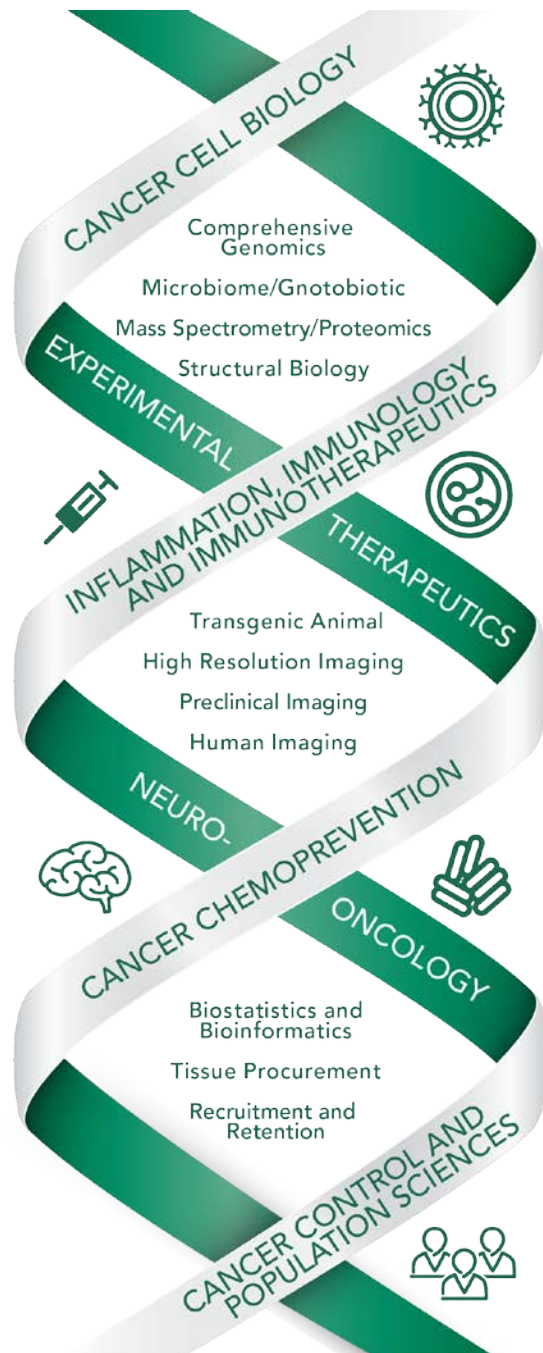 CANCER CELL BIOLOGY
Comprehensive
Genomics
Microbiome/Gnotobiotic
Mass Spectrometry/Proteomics
Structural Biology
EXPERIMENTAL
THERAPEUTICS
INFLAMMATION, IMMUNOLOGY
AND IMMUNOTHERAPEUTICS
Transgenic Animal
High Resolution Imaging
Preclinical Imaging
Human Imaging
NEURO-
ONCOLOGY
CANCER CHEMOPREVENTION
Biostatistics and
Bioinformatics
Tissue Procurement
Recruitment and
Retention
CANCER CONTROL AND
POPULATION SCIENCES